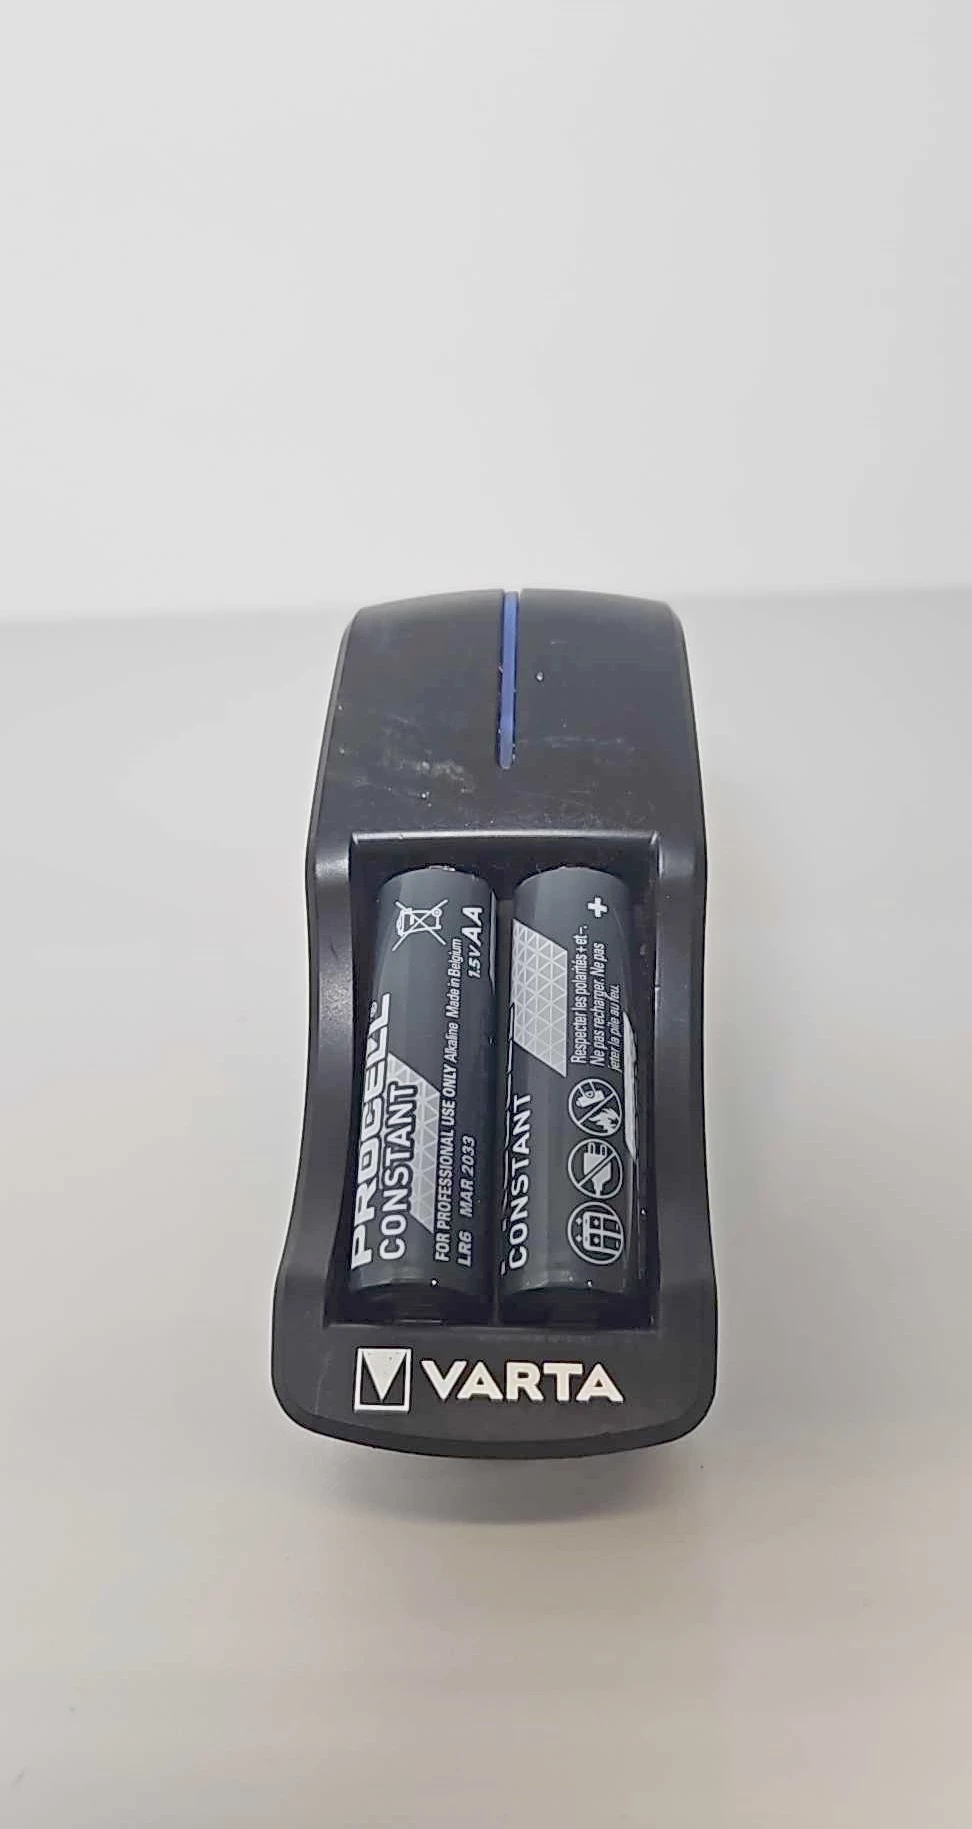 PROCELL®
CONSTANT
FOR PROFESSIONAL USE ONLY Alkaline Made in Belgium
LR6 MAR 2033 1.5V AA
CONSTANT
+
Respecter les polarités + et -.
Ne pas recharger. Ne pas
jeter la pile au feu.
VARTA